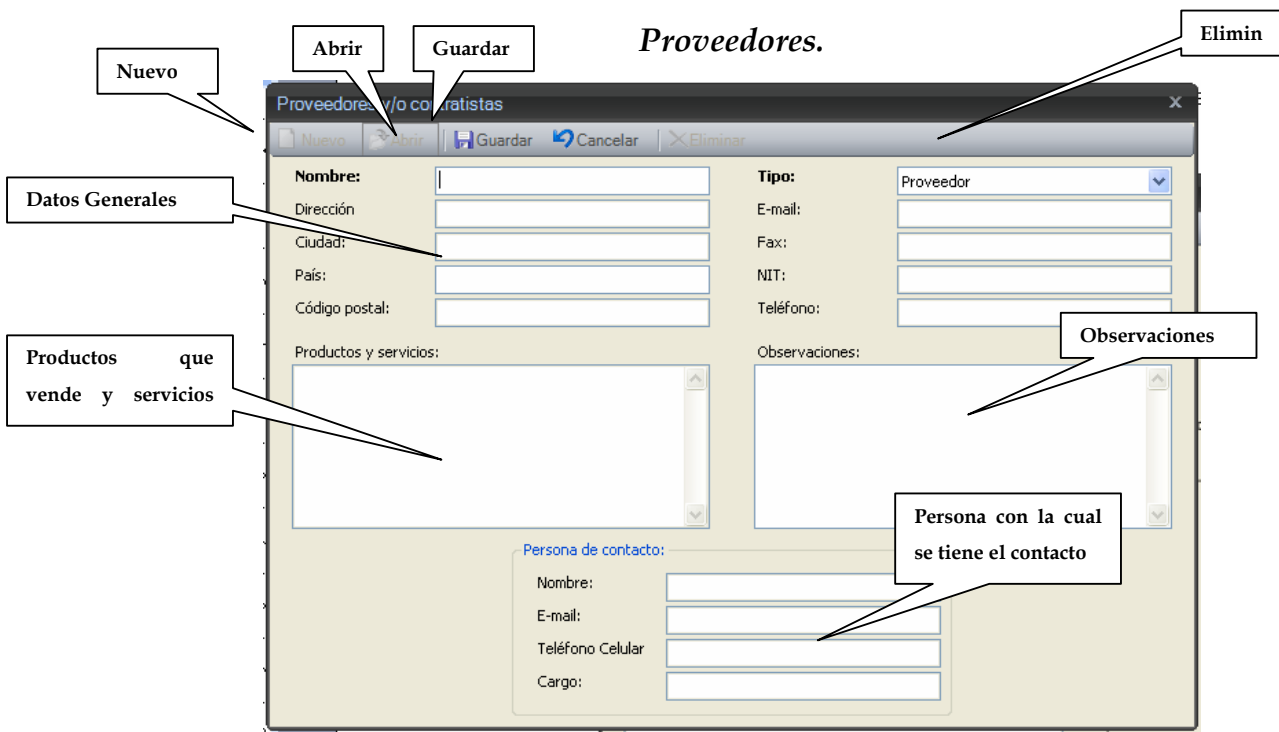 Proveedores.
Elimin
Abrir
Guardar
Nuevo
Proveedores y/o contratistas
Nuevo Abrir Guardar Cancelar Eliminar
Nombre:
Tipo: Proveedor
Datos Generales
Dirección
E-mail:
Ciudad:
Fax:
País:
NIT:
Código postal:
Teléfono:
Observaciones
Productos que
vende y servicios
Productos y servicios:
Observaciones:
Persona con la cual
se tiene el contacto
Persona de contacto:
Nombre:
E-mail:
Teléfono Celular
Cargo: